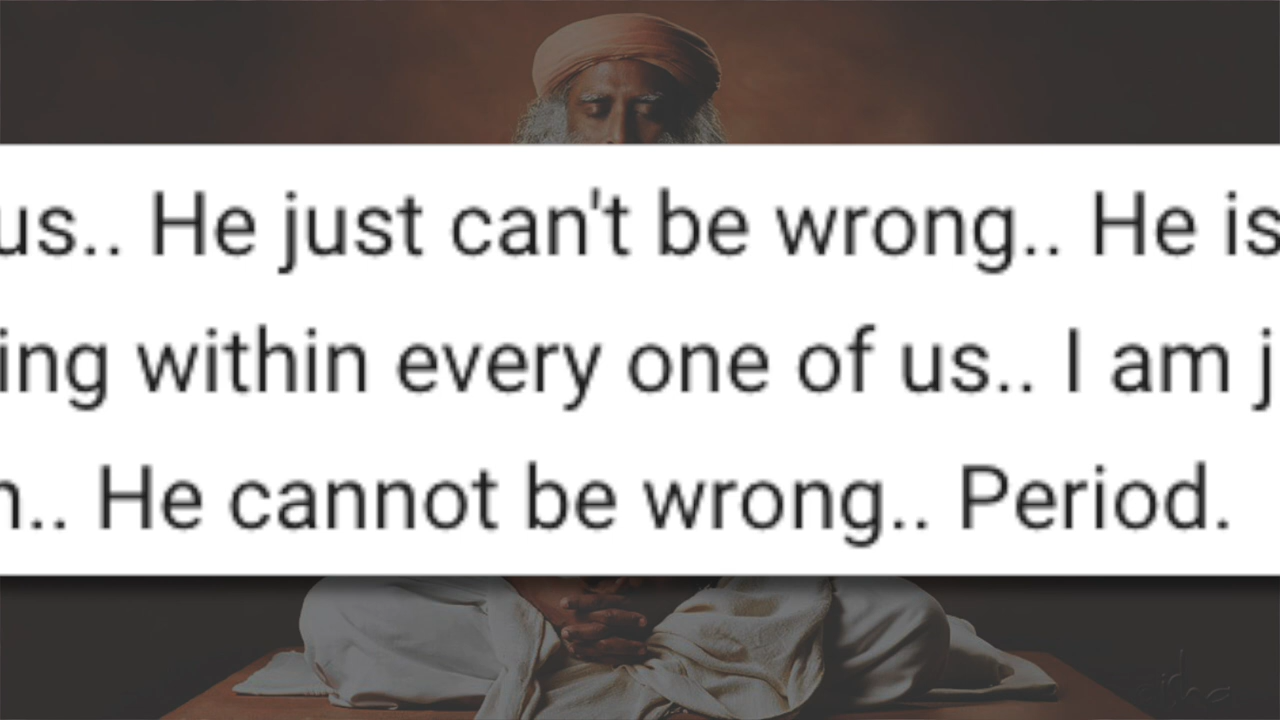 us.. He just can't be wrong.. He is
ing within every one of us.. I am j
n.. He cannot be wrong.. Period.